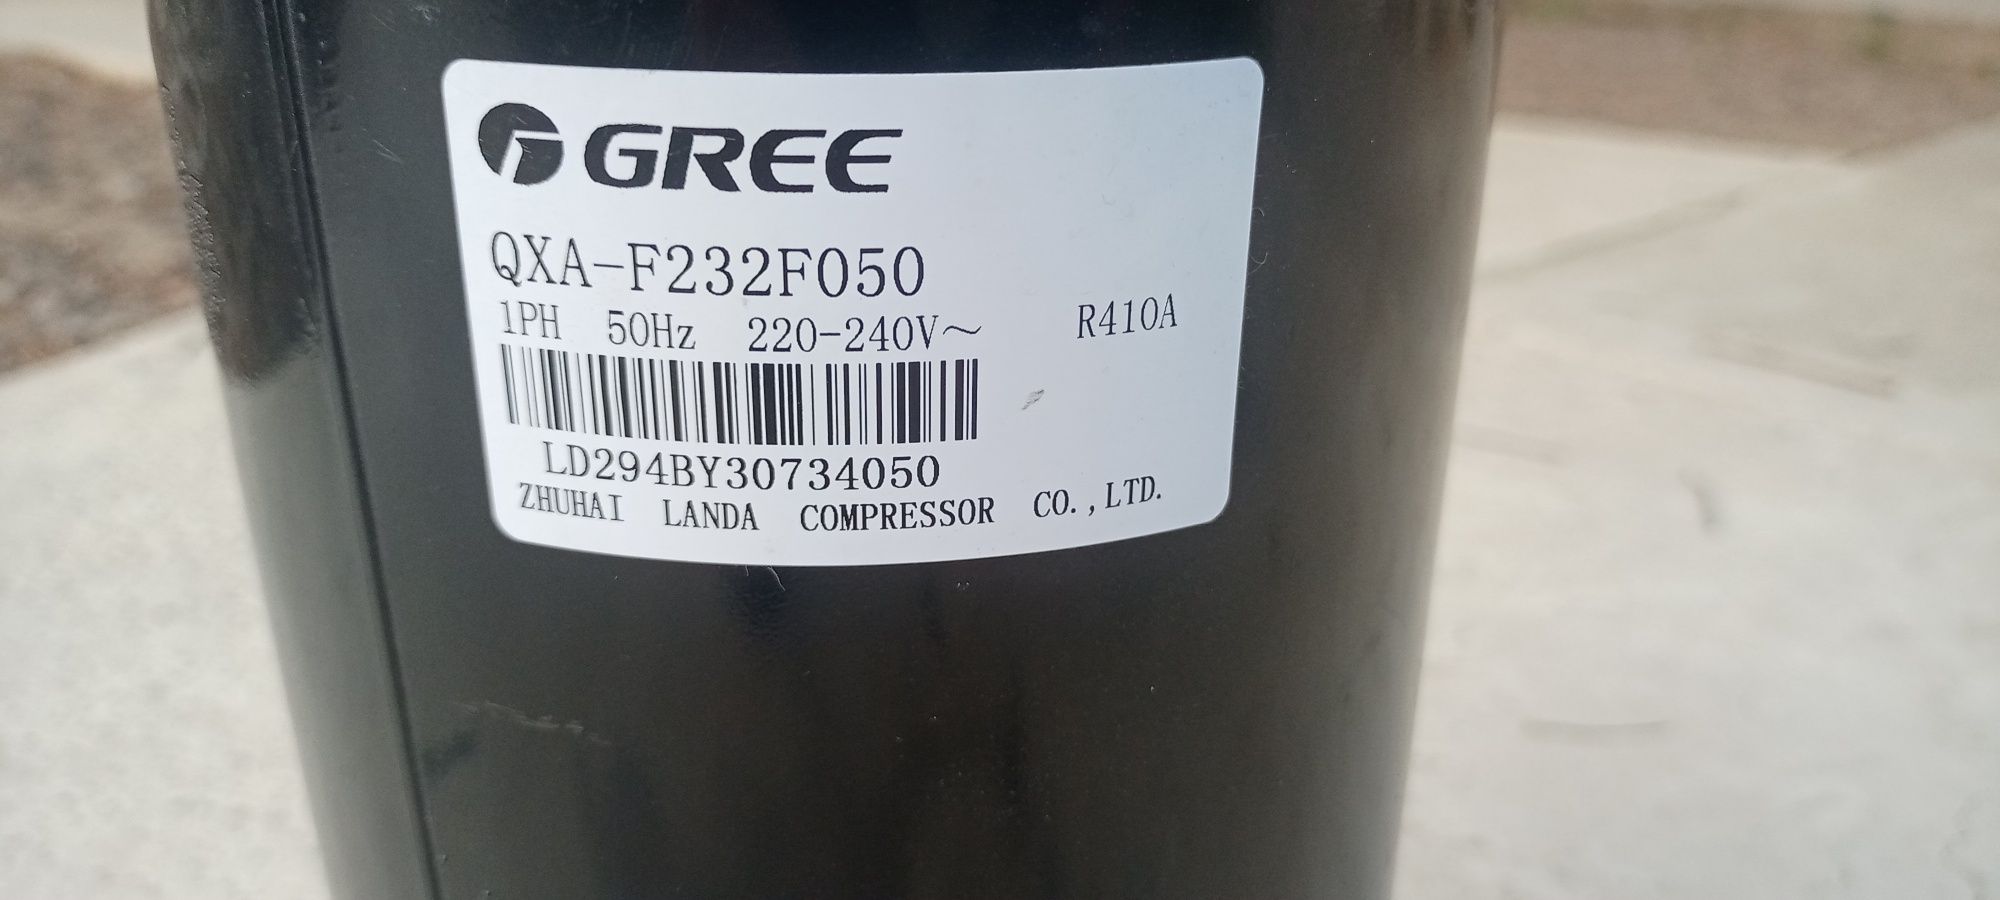 GREE
QXA-F232F050
1PH 50Hz 220-240V~ R410A
LD294BY30734050
ZHUHAI LANDA COMPRESSOR CO.,LTD.